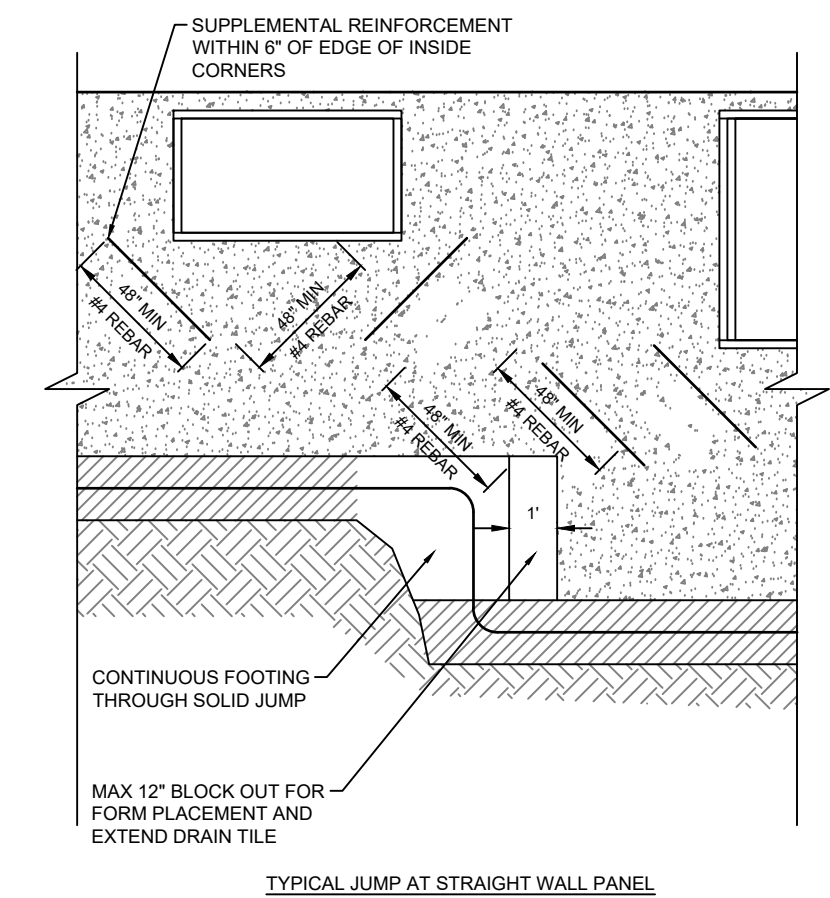 SUPPLEMENTAL REINFORCEMENT
WITHIN 6" OF EDGE OF INSIDE
CORNERS
48" MIN
#4 REBAR
48" MIN
#4 REBAR
48" MIN
#4 REBAR
48" MIN
#4 REBAR
1'
CONTINUOUS FOOTING
THROUGH SOLID JUMP
MAX 12" BLOCK OUT FOR
FORM PLACEMENT AND
EXTEND DRAIN TILE
TYPICAL JUMP AT STRAIGHT WALL PANEL